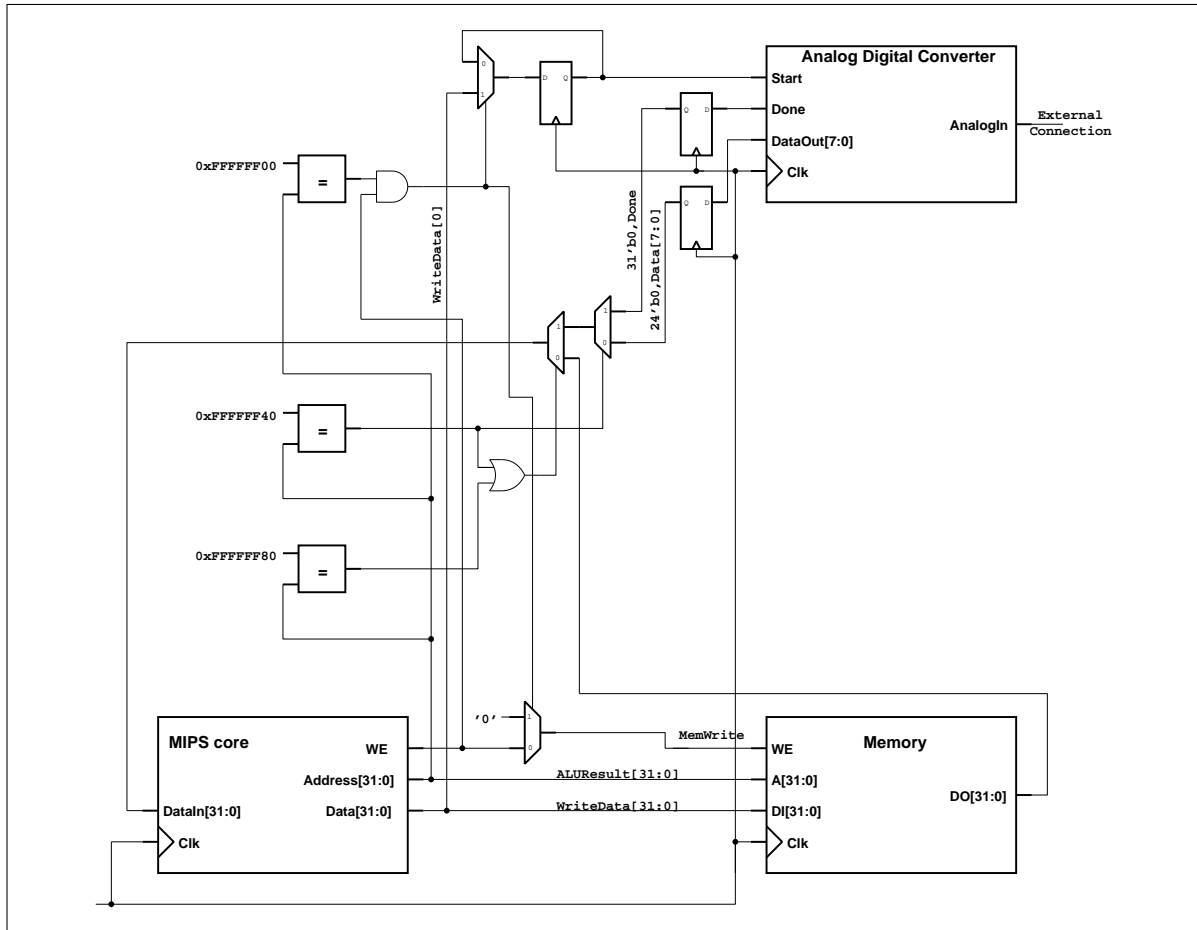 Analog Digital Converter
0
D
Q
Start
1
Q
D
Done
External
AnalogIn
Connection
DataOut[7:0]
0xFFFFFF00
=
Clk
WriteData[0]
31'b0,Done
24'b0,Data[7:0]
Q
D
1
1
0
0
0xFFFFFF40
=
0xFFFFFF80
=
'0'
1
MIPS core
MemWrite
Memory
WE
0
WE
Address[31:0]
ALUResult[31:0]
A[31:0]
DO[31:0]
DataIn[31:0]
Data[31:0]
WriteData[31:0]
DI[31:0]
Clk
Clk